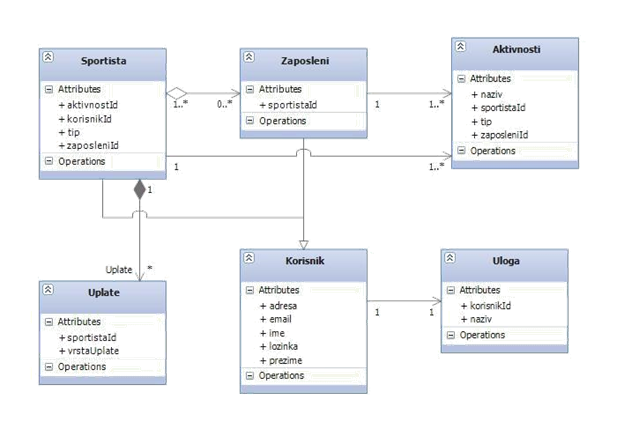 Sportista
Attributes
+ aktivnostId
+ korisnikId
+ tip
+ zaposleniId
Operations
1..*
0..*
Zaposleni
Attributes
+ sportistaId
Operations
1
1..*
Aktivnosti
Attributes
+ naziv
+ sportistaId
+ tip
+ zaposleniId
Operations
1
1..*
1
Uplate *
Uplate
Attributes
+ sportistaId
+ vrstaUplate
Operations
Korisnik
Attributes
+ adresa
+ email
+ ime
+ lozinka
+ prezime
Operations
1
1
Uloga
Attributes
+ korisnikId
+ naziv
Operations